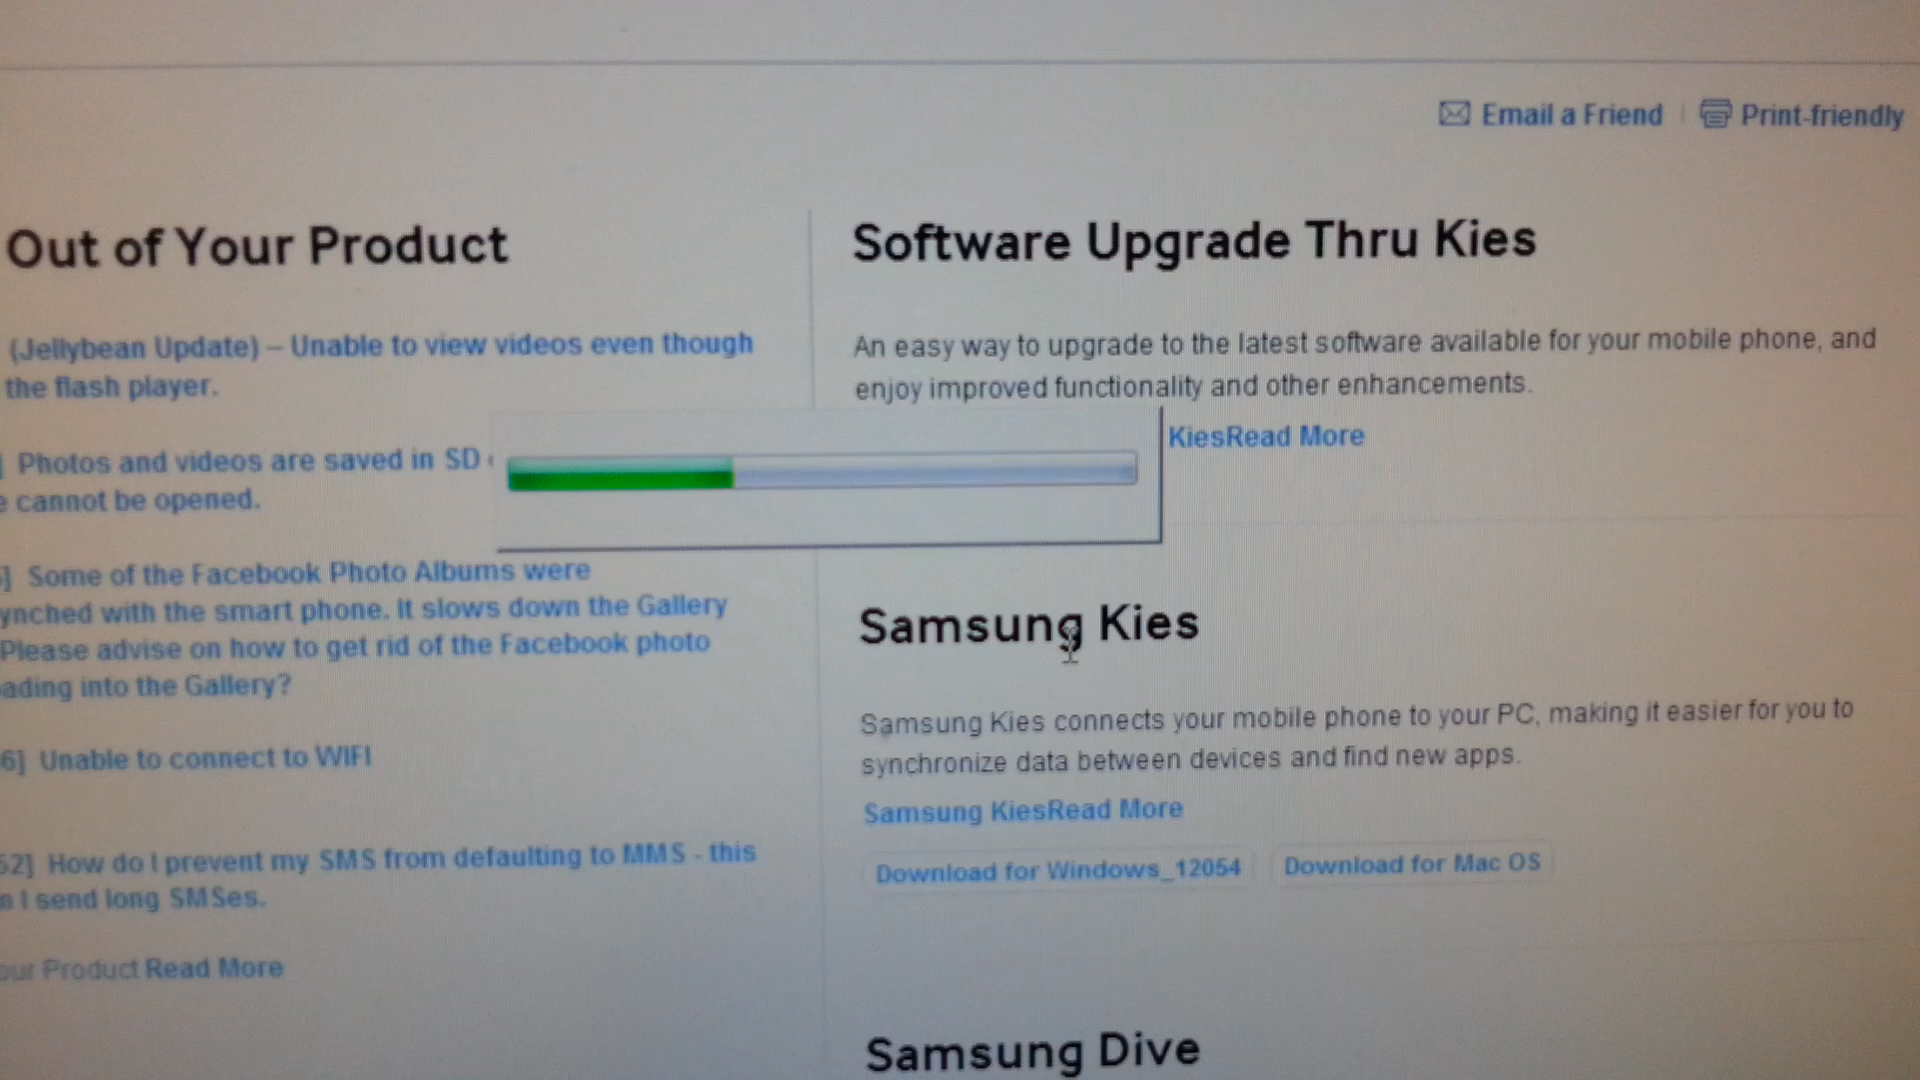 Email a Friend | Print-friendly
Out of Your Product
(Jellybean Update) – Unable to view videos even though
the flash player.
] Photos and videos are saved in SD
cannot be opened.
] Some of the Facebook Photo Albums were
ynched with the smart phone. It slows down the Gallery
Please advise on how to get rid of the Facebook photo
ading into the Gallery?
6] Unable to connect to WIFI
52] How do I prevent my SMS from defaulting to MMS - this
n I send long SMSes.
our Product Read More
Software Upgrade Thru Kies
An easy way to upgrade to the latest software available for your mobile phone, and
enjoy improved functionality and other enhancements.
KiesRead More
Samsung Kies
Samsung Kies connects your mobile phone to your PC, making it easier for you to
synchronize data between devices and find new apps.
Samsung KiesRead More
Download for Windows_12054 Download for Mac OS
Samsung Dive